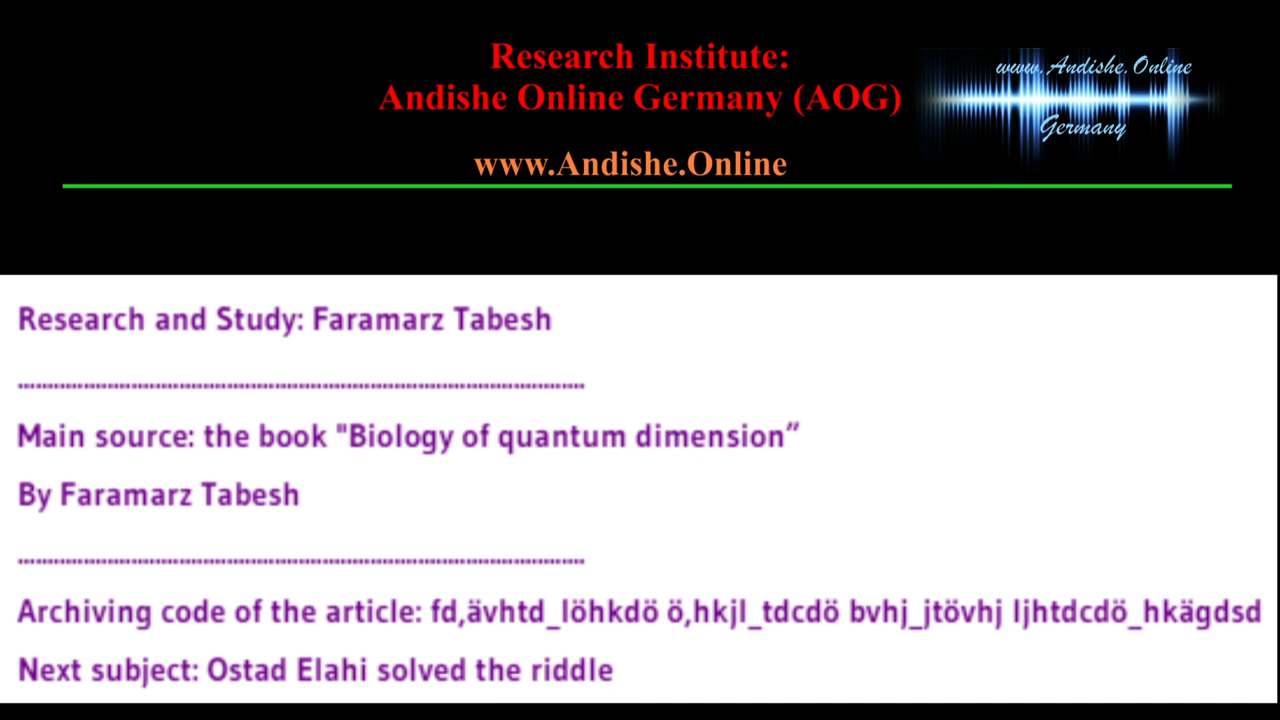 Research Institute:
Andishe Online Germany (AOG)
www.Andishe.Online
Germany
www.Andishe.Online
Research and Study: Faramarz Tabesh
Main source: the book "Biology of quantum dimension”
By Faramarz Tabesh
Archiving code of the article: fd,ävhtd_löhkdö ö,hkjl_tdcdö bvhj_jtövhj ljhtdcdö_hkägdsd
Next subject: Ostad Elahi solved the riddle